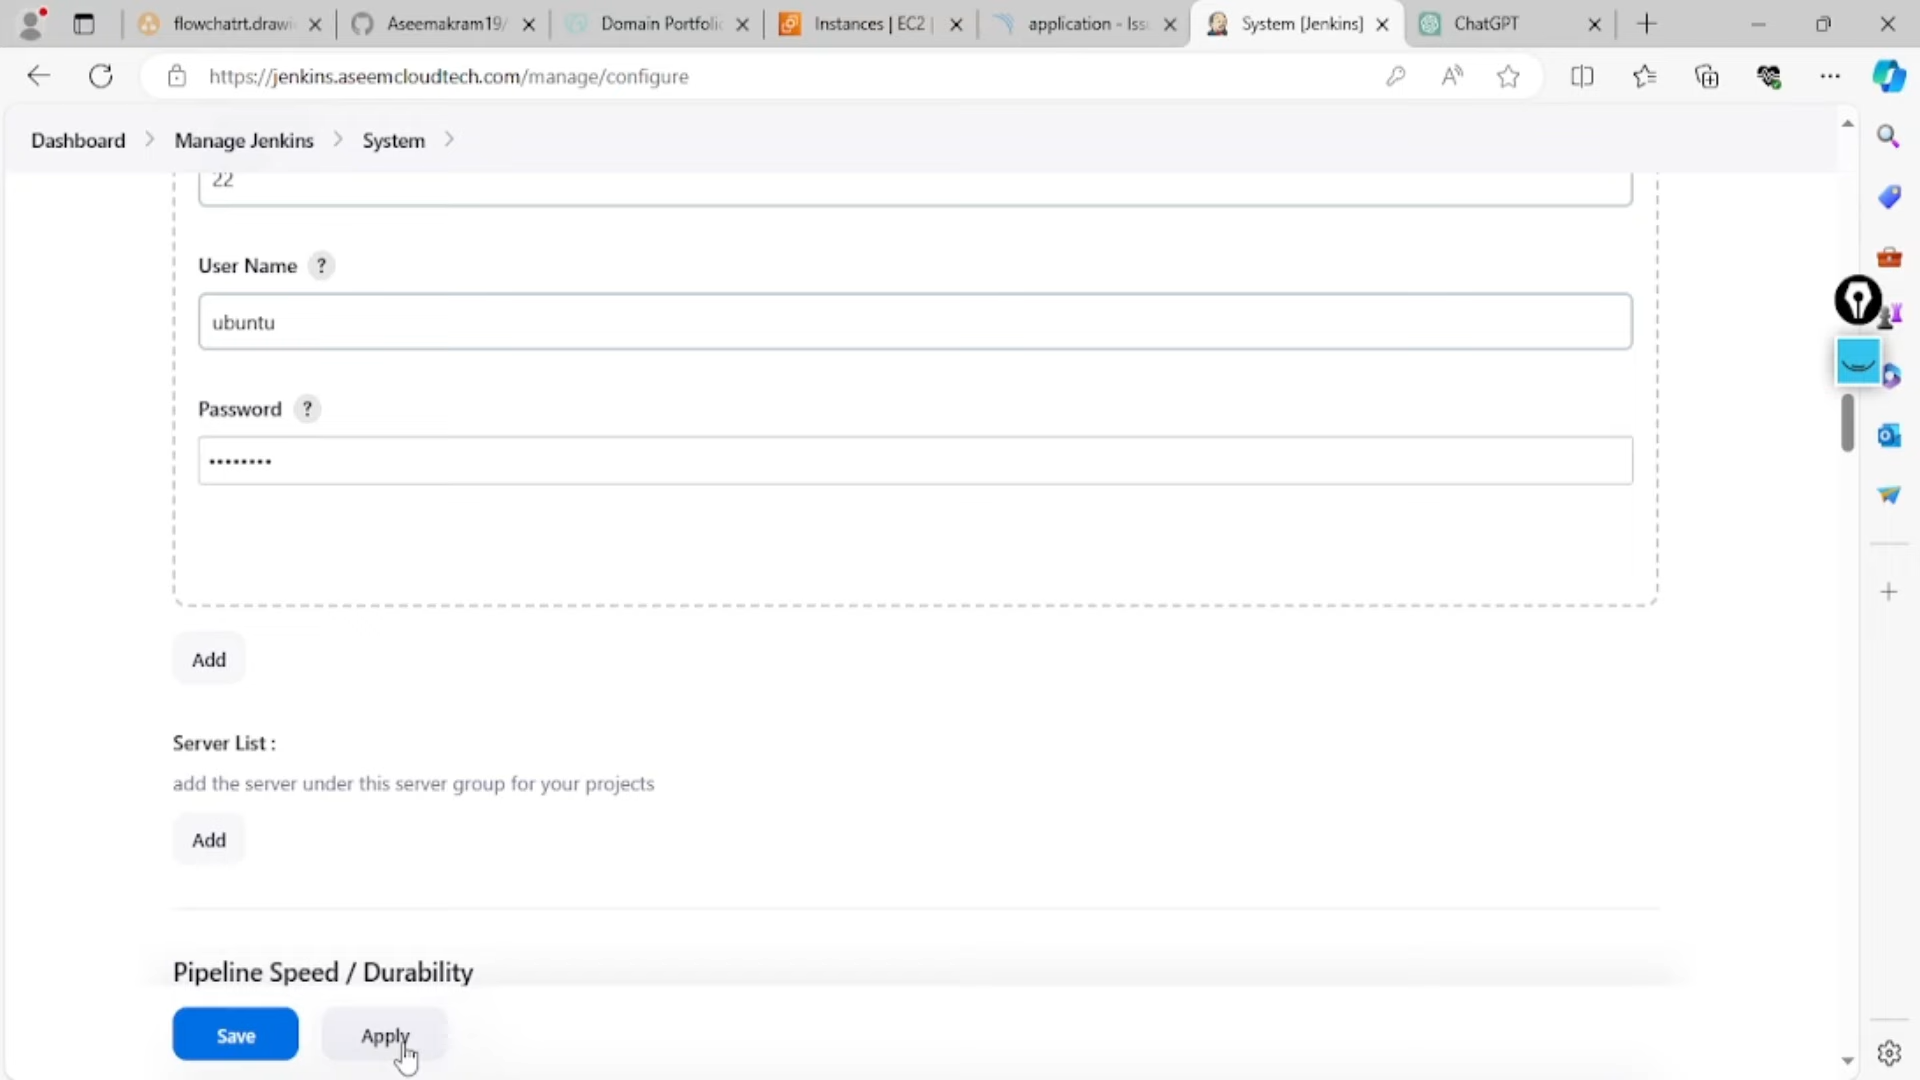 flowchatrt.drawi
Aseemakram19/
Domain Portfolio
Instances | EC2 |
application - Iss
System [Jenkins]
ChatGPT
https://jenkins.aseemcloudtech.com/manage/configure
Dashboard
Manage Jenkins
System
22
User Name ?
ubuntu
Password ?
••••••••
Add
Server List :
add the server under this server group for your projects
Add
Pipeline Speed / Durability
Save
Apply